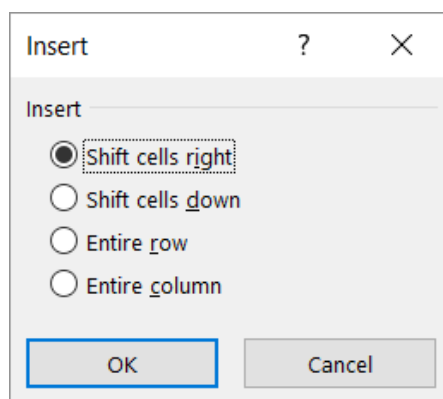 Insert ?
Insert
Shift cells right
Shift cells down
Entire row
Entire column
OK Cancel